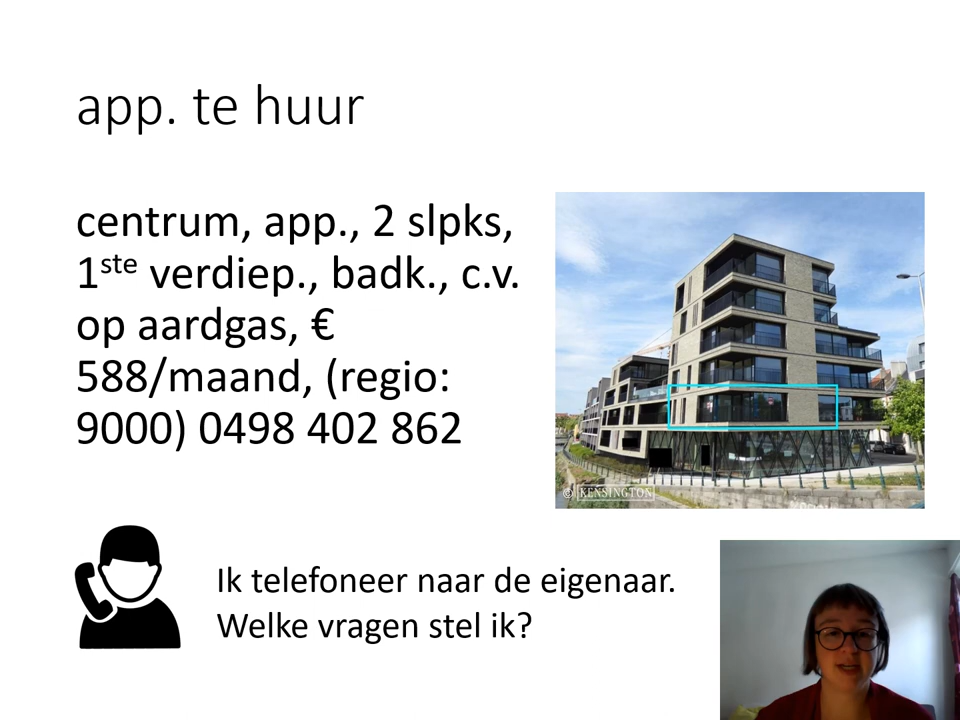 app. te huur
centrum, app., 2 slpks,
1ste verdiep., badk., c.v.
op aardgas, €
588/maand, (regio:
9000) 0498 402 862
© KENSINGTON
Ik telefoneer naar de eigenaar.
Welke vragen stel ik?